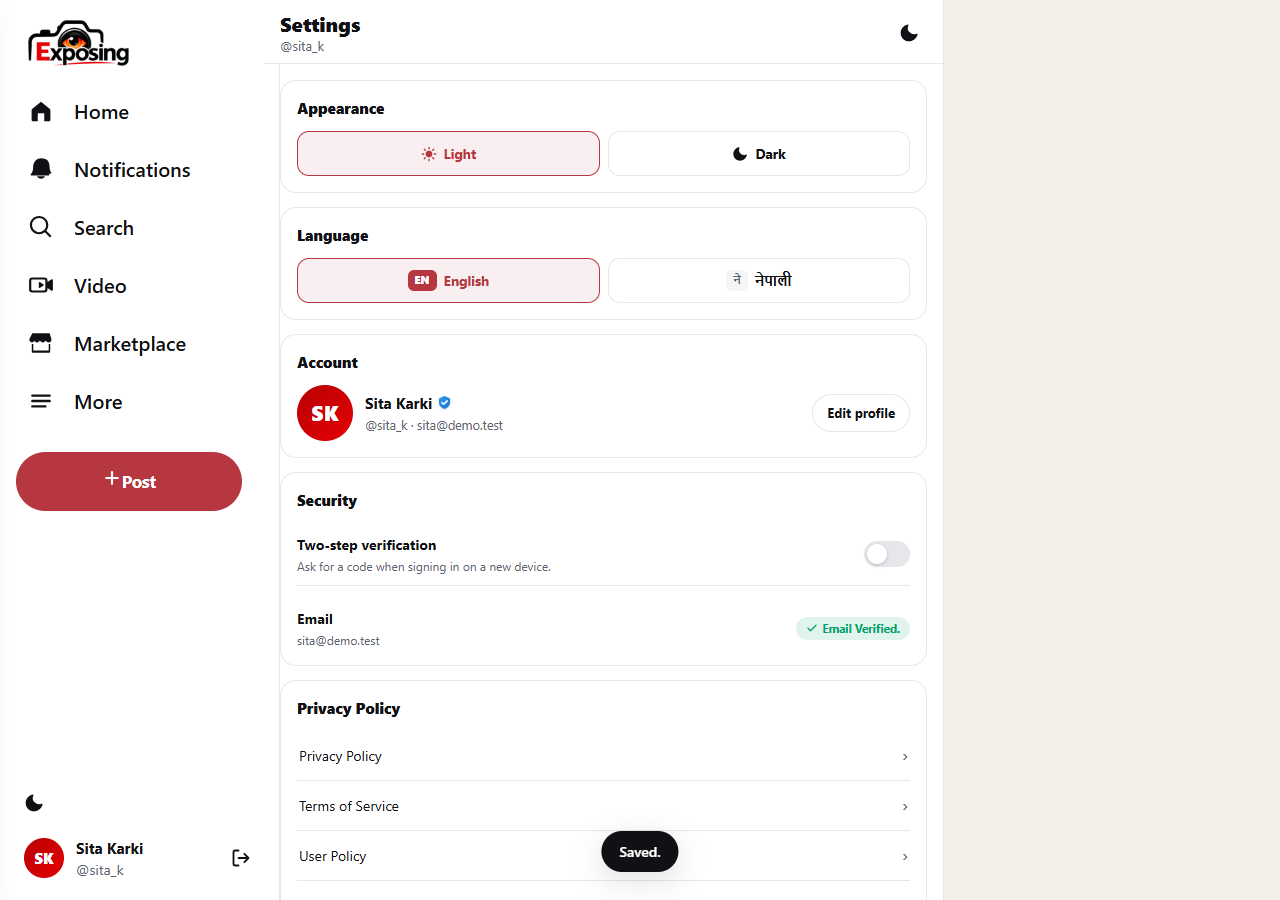 Exposing
Home
Notifications
Search
Video
Marketplace
More
Post
SK
Sita Karki
@sita_k
Settings
@sita_k
Appearance
Light
Dark
Language
EN English
ने नेपाली
Account
SK
Sita Karki
@sita_k · sita@demo.test
Edit profile
Security
Two-step verification
Ask for a code when signing in on a new device.
Email
sita@demo.test
Email Verified.
Privacy Policy
Privacy Policy
Terms of Service
User Policy
Saved.